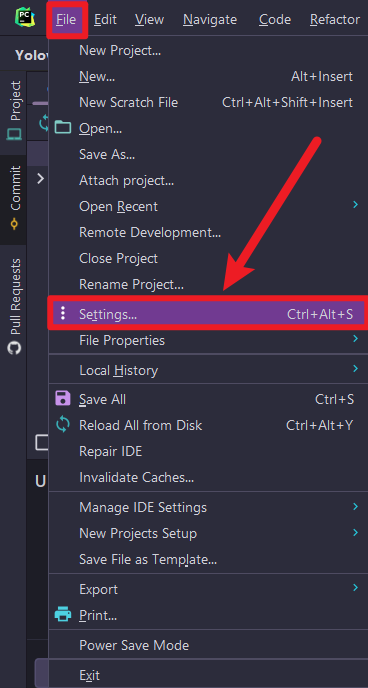 PC
File Edit View Navigate Code Refactor
Yolov
Project
Commit
Pull Requests
New Project...
New... Alt+Insert
New Scratch File Ctrl+Alt+Shift+Insert
Open...
Save As...
Attach project...
Open Recent
Remote Development...
Close Project
Rename Project...
Settings... Ctrl+Alt+S
File Properties
Local History
Save All Ctrl+S
Reload All from Disk Ctrl+Alt+Y
Repair IDE
Invalidate Caches...
Manage IDE Settings
New Projects Setup
Save File as Template...
Export
Print...
Power Save Mode
Exit
U